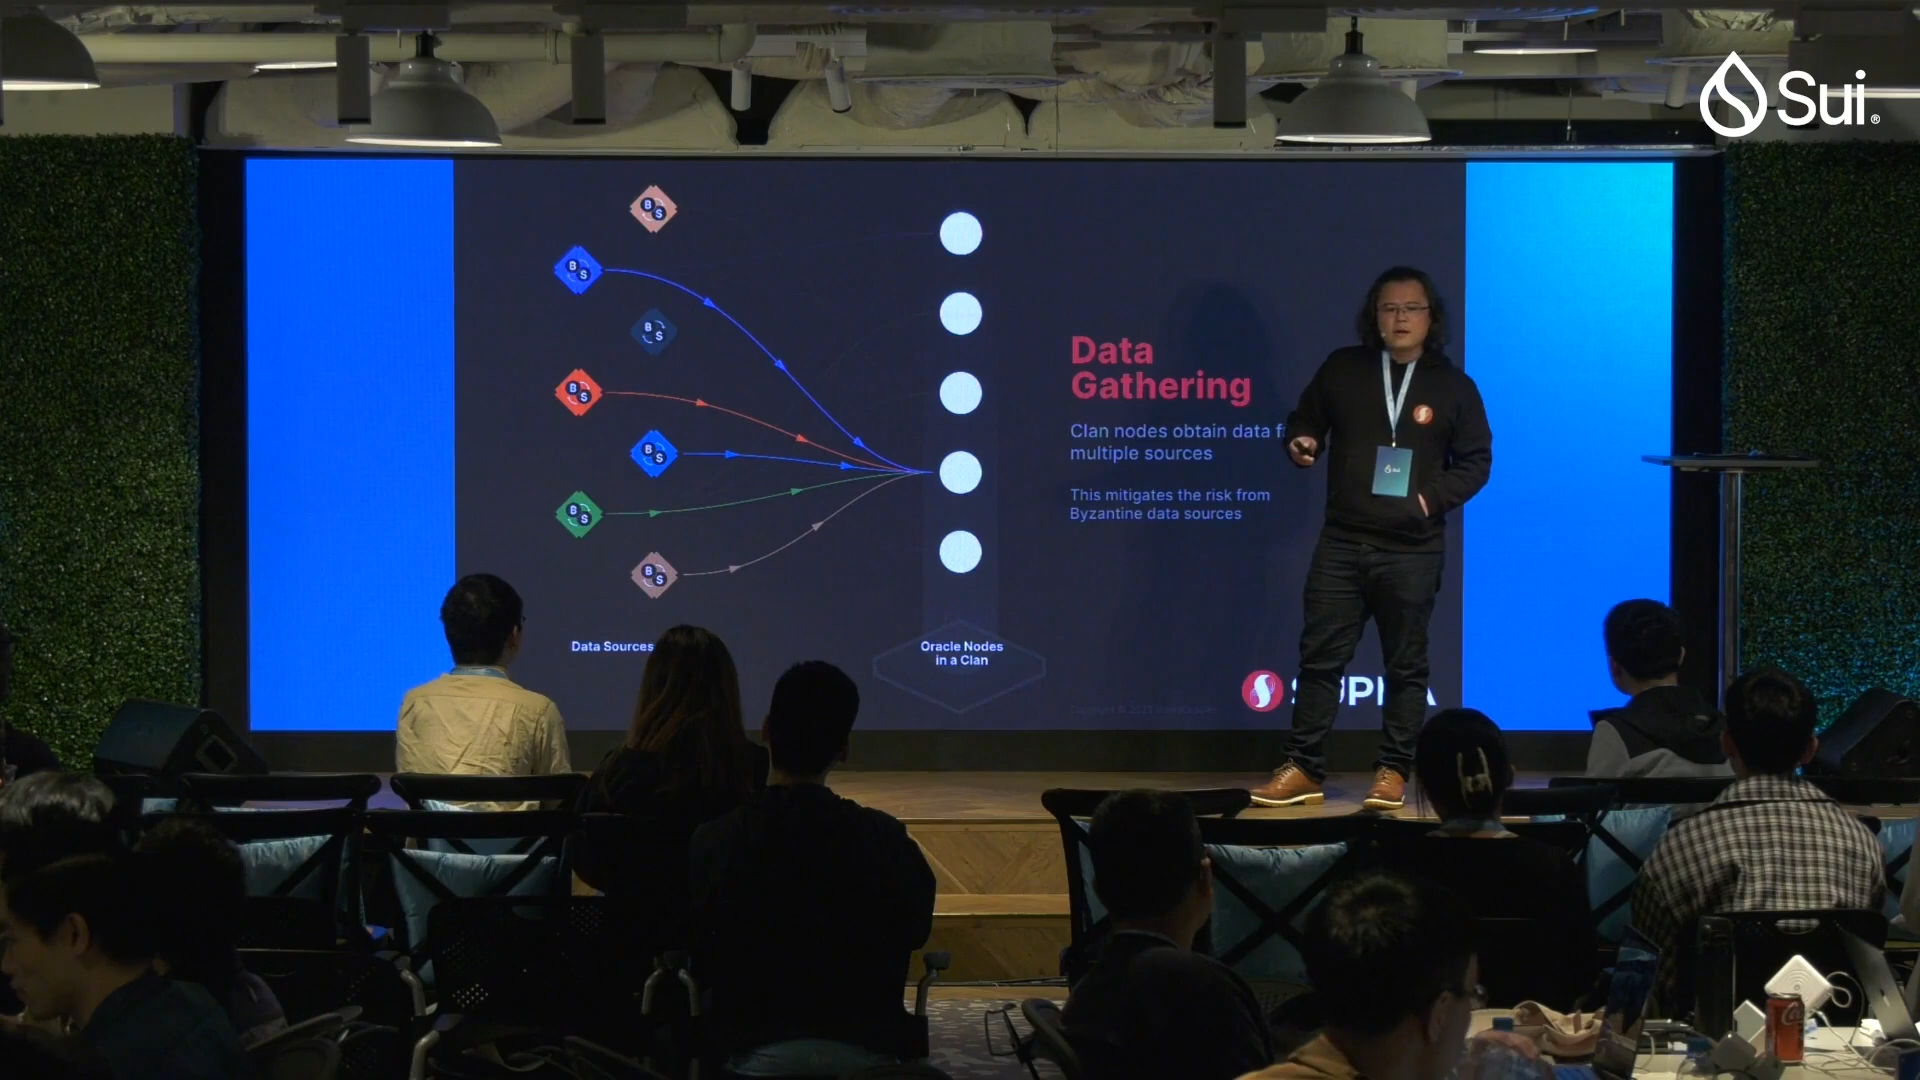 Sui
B S
B S
B S
B S
B S
B S
B S
Data
Gathering
Clan nodes obtain data
multiple sources
This mitigates the risk from
Byzantine data sources
Data Sources
Oracle Nodes
in a Clan
Sui